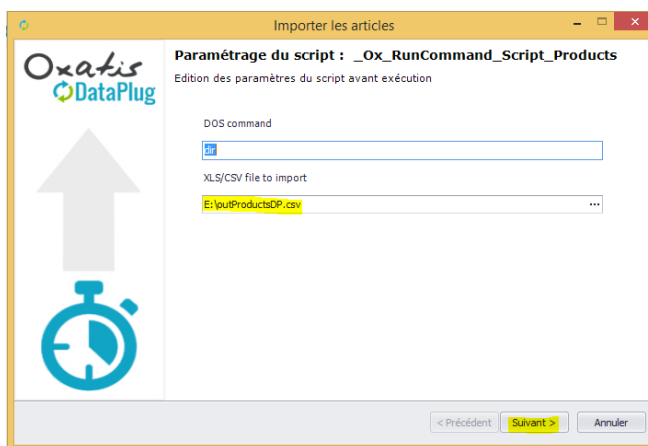 Importer les articles
Oxatis
DataPlug
Paramétrage du script : _Ox_RunCommand_Script_Products
Edition des paramètres du script avant exécution
DOS command
dir
XLS/CSV file to import
E:\outProductsDP.csv
...
< Précédent
Suivant >
Annuler